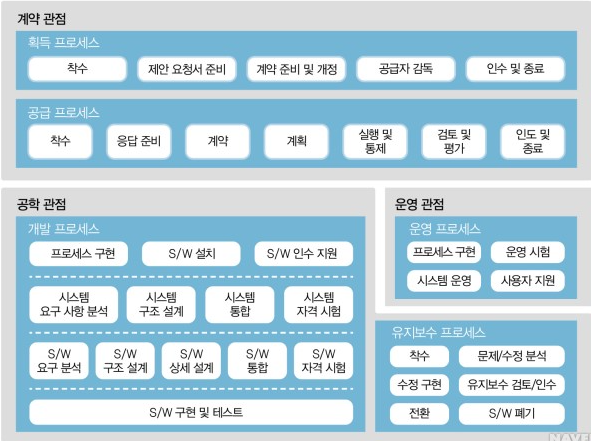 계약 관점
획득 프로세스
착수
제안 요청서 준비
계약 준비 및 개정
공급자 감독
인수 및 종료
공급 프로세스
착수
응답 준비
계약
계획
실행 및
통제
검토 및
평가
인도 및
종료
공학 관점
개발 프로세스
프로세스 구현
S/W 설치
S/W 인수 지원
시스템
요구 사항 분석
시스템
구조 설계
시스템
통합
시스템
자격 시험
S/W
요구 분석
S/W
구조 설계
S/W
상세 설계
S/W
통합
S/W
자격 시험
S/W 구현 및 테스트
운영 관점
운영 프로세스
프로세스 구현
운영 시험
시스템 운영
사용자 지원
유지보수 프로세스
착수
문제/수정 분석
수정 구현
유지보수 검토/인수
전환
S/W 폐기
NAVER